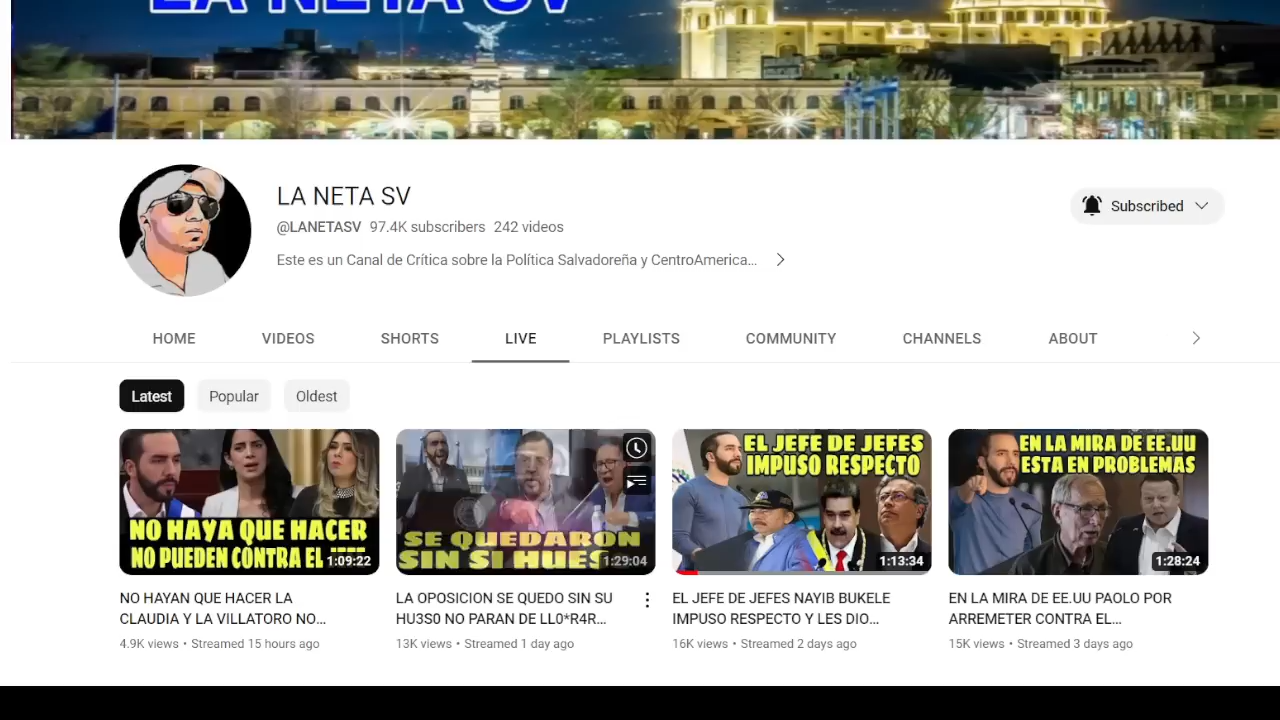 LA NETA SV
LA NETA SV
@LANETASV 97.4K subscribers 242 videos
Subscribed
Este es un Canal de Crítica sobre la Política Salvadoreña y CentroAmerica...
HOME VIDEOS SHORTS LIVE PLAYLISTS COMMUNITY CHANNELS ABOUT
Latest Popular Oldest
NO HAYA QUE HACER
NO PUEDEN CONTRA EL
1:09:22
SE QUEDARON
SIN SI HUES
1:29:04
EL JEFE DE JEFES
IMPUSO RESPECTO
1:13:34
EN LA MIRA DE EE.UU
ESTA EN PROBLEMAS
1:28:24
NO HAYAN QUE HACER LA
CLAUDIA Y LA VILLATORO NO...
4.9K views • Streamed 15 hours ago
LA OPOSICION SE QUEDO SIN SU
HU3S0 NO PARAN DE LL0*R4R...
13K views • Streamed 1 day ago
EL JEFE DE JEFES NAYIB BUKELE
IMPUSO RESPECTO Y LES DIO...
16K views • Streamed 2 days ago
EN LA MIRA DE EE.UU PAOLO POR
ARREMETER CONTRA EL...
15K views • Streamed 3 days ago